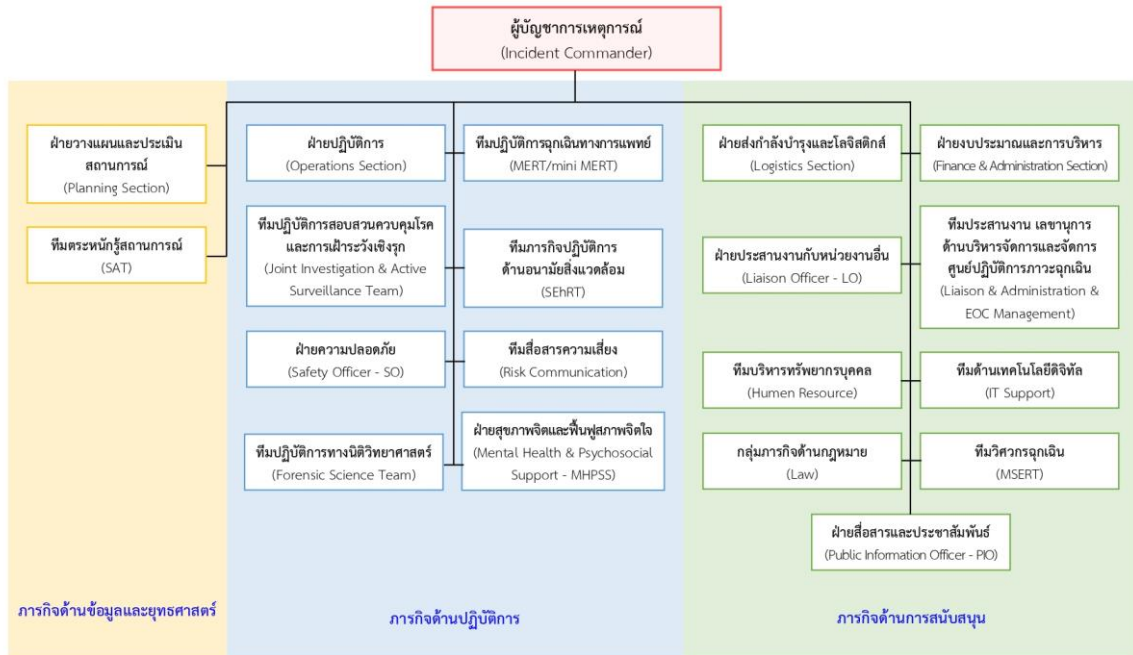 ผู้บัญชาการเหตุการณ์
(Incident Commander)
ฝ่ายวางแผนและประเมิน
สถานการณ์
(Planning Section)
ทีมตระหนักรู้สถานการณ์
(SAT)
ภารกิจด้านข้อมูลและยุทธศาสตร์
ฝ่ายปฏิบัติการ
(Operations Section)
ทีมปฏิบัติการฉุกเฉินทางการแพทย์
(MERT/mini MERT)
ทีมปฏิบัติการสอบสวนควบคุมโรค
และการเฝ้าระวังเชิงรุก
(Joint Investigation & Active
Surveillance Team)
ทีมภารกิจปฏิบัติการ
ด้านอนามัยสิ่งแวดล้อม
(SEhRT)
ฝ่ายความปลอดภัย
(Safety Officer - SO)
ทีมสื่อสารความเสี่ยง
(Risk Communication)
ทีมปฏิบัติการทางนิติวิทยาศาสตร์
(Forensic Science Team)
ฝ่ายสุขภาพจิตและฟื้นฟูสภาพจิตใจ
(Mental Health & Psychosocial
Support - MHPSS)
ภารกิจด้านปฏิบัติการ
ฝ่ายส่งกำลังบำรุงและโลจิสติกส์
(Logistics Section)
ฝ่ายงบประมาณและการบริหาร
(Finance & Administration Section)
ฝ่ายประสานงานกับหน่วยงานอื่น
(Liaison Officer - LO)
ทีมประสานงาน เลขานุการ
ด้านบริหารจัดการและจัดการ
ศูนย์ปฏิบัติการภาวะฉุกเฉิน
(Liaison & Administration &
EOC Management)
ทีมบริหารทรัพยากรบุคคล
(Humen Resource)
ทีมด้านเทคโนโลยีดิจิทัล
(IT Support)
กลุ่มภารกิจด้านกฎหมาย
(Law)
ทีมวิศวกรฉุกเฉิน
(MSERT)
ฝ่ายสื่อสารและประชาสัมพันธ์
(Public Information Officer - PIO)
ภารกิจด้านการสนับสนุน